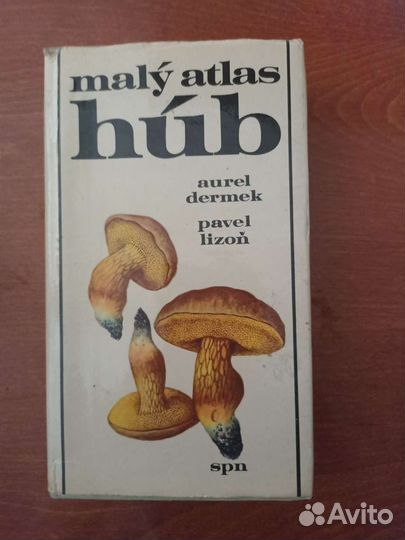 malý atlas
húb
aurel
dermek
pavel
lizoň
spn
Avito